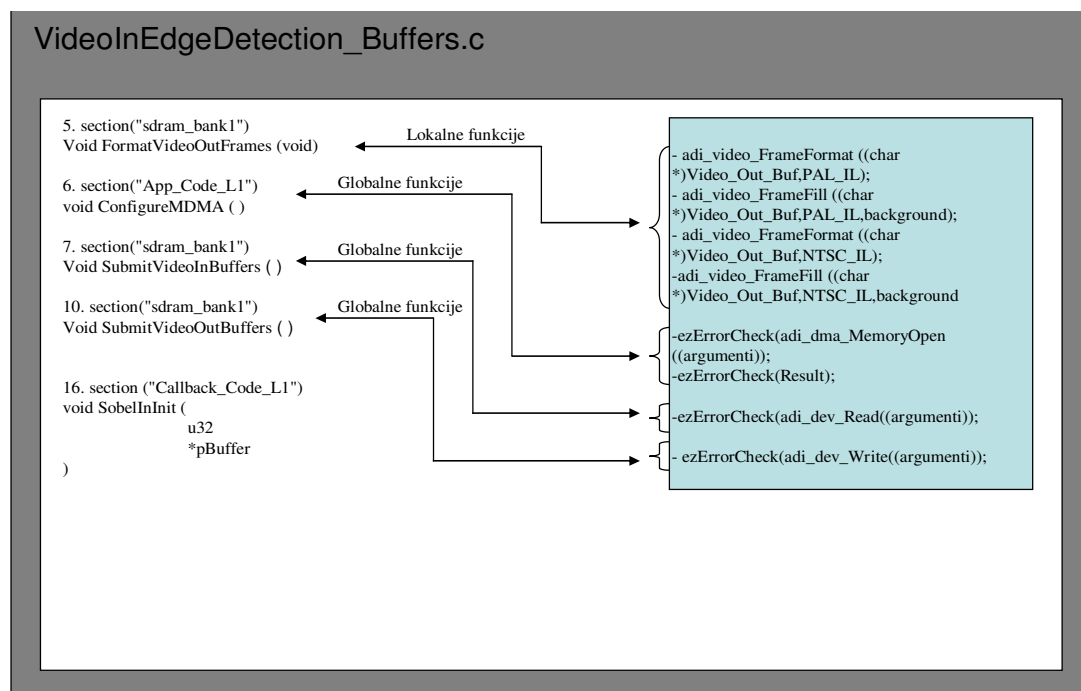 VideoInEdgeDetection_Buffers.c
5. section("sdram_bank1")
Void FormatVideoOutFrames (void)
Lokalne funkcije
6. section("App_Code_L1")
void ConfigureMDMA ( )
Globalne funkcije
7. section("sdram_bank1")
Void SubmitVideoInBuffers ( )
Globalne funkcije
10. section("sdram_bank1")
Void SubmitVideoOutBuffers ( )
Globalne funkcije
16. section ("Callback_Code_L1")
void SobelInInit (
u32
*pBuffer
)
- adi_video_FrameFormat ((char
*)Video_Out_Buf,PAL_IL);
- adi_video_FrameFill ((char
*)Video_Out_Buf,PAL_IL,background);
- adi_video_FrameFormat ((char
*)Video_Out_Buf,NTSC_IL);
-adi_video_FrameFill ((char
*)Video_Out_Buf,NTSC_IL,background
-ezErrorCheck(adi_dma_MemoryOpen
((argumenti));
-ezErrorCheck(Result);
-ezErrorCheck(adi_dev_Read((argumenti));
- ezErrorCheck(adi_dev_Write((argumenti));